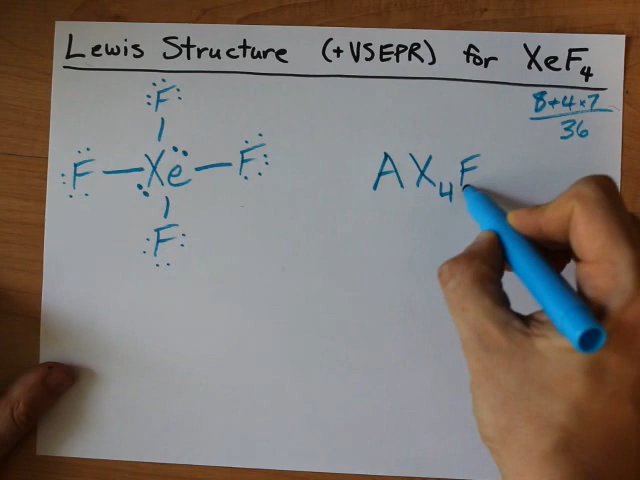 Lewis Structure (+VSEPR) for XeF₄
8+4×7
36
F
F—Xe—F
F
AX₄E